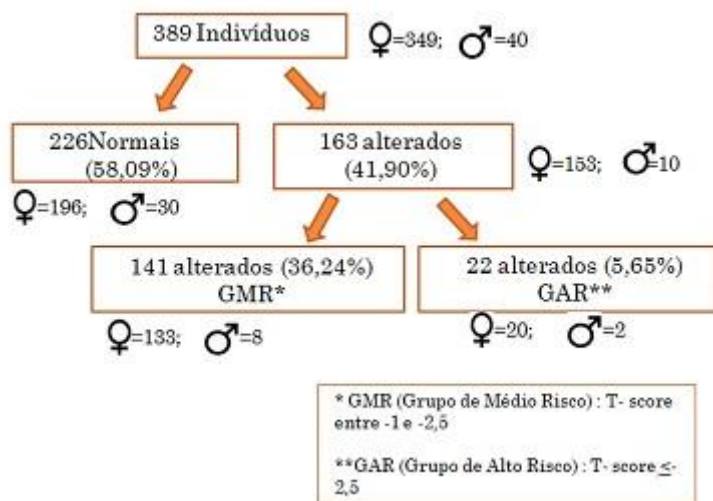 389 Indivíduos
♀=349; ♂=40
226Normais
(58,09%)
163 alterados
(41,90%)
♀=153; ♂=10
♀=196; ♂=30
141 alterados (36,24%)
GMR*
22 alterados (5,65%)
GAR**
♀=133; ♂=8
♀=20; ♂=2
* GMR (Grupo de Médio Risco) : T- score
entre -1 e -2,5
**GAR (Grupo de Alto Risco) : T- score ≤-
2,5